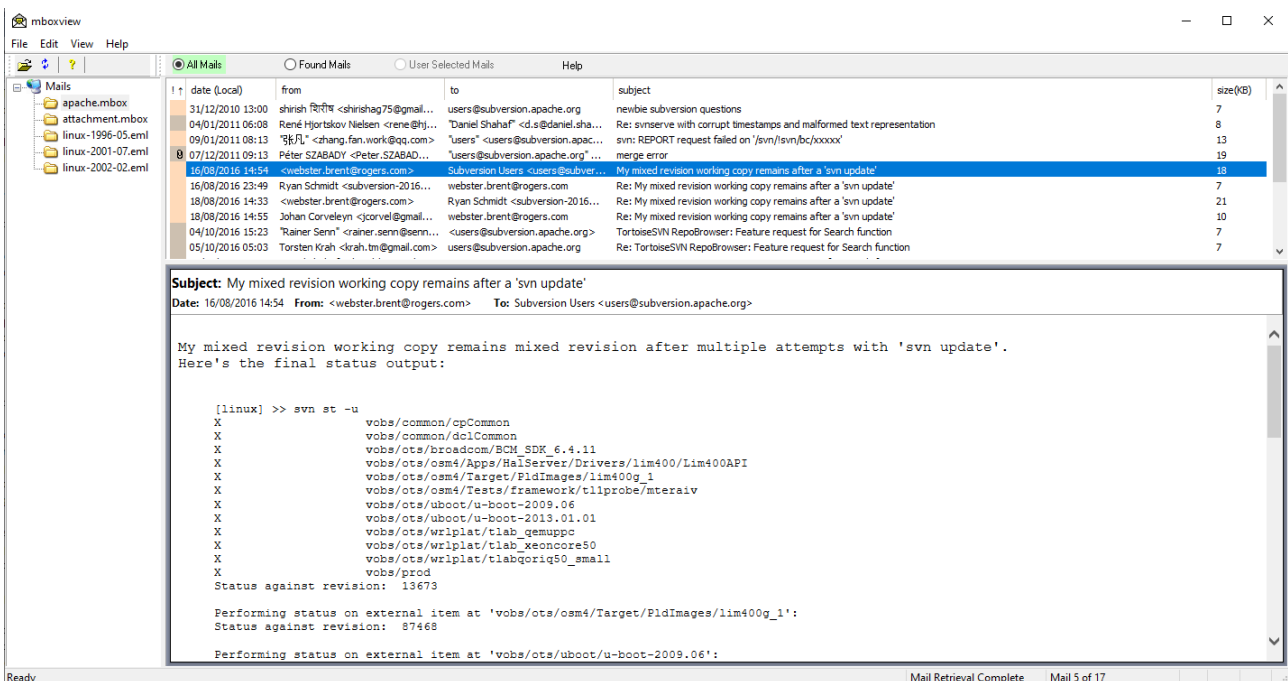 mboxview
File Edit View Help
All Mails Found Mails User Selected Mails Help
Mails
apache.mbox
attachment.mbox
linux-1996-05.eml
linux-2001-07.eml
linux-2002-02.eml
! ↑ date (Local) from to subject size(KB)
31/12/2010 13:00 shirish शिरीष <shirishag75@gmail... users@subversion.apache.org newbie subversion questions 7
04/01/2011 06:08 René Hjortskov Nielsen <rene@hj... "Daniel Shahaf" <d.s@daniel.sha... Re: svnserve with corrupt timestamps and malformed text representation 8
09/01/2011 08:13 "张凡" <zhang.fan.work@qq.com> "users" <users@subversion.apac... svn: REPORT request failed on '/svn/!svn/bc/xxxxx' 13
07/12/2011 09:13 Péter SZABADY <Peter.SZABAD... "users@subversion.apache.org" ... merge error 19
16/08/2016 14:54 <webster.brent@rogers.com> Subversion Users <users@subver... My mixed revision working copy remains after a 'svn update' 18
16/08/2016 23:49 Ryan Schmidt <subversion-2016... webster.brent@rogers.com Re: My mixed revision working copy remains after a 'svn update' 7
18/08/2016 14:33 <webster.brent@rogers.com> Ryan Schmidt <subversion-2016... Re: My mixed revision working copy remains after a 'svn update' 21
18/08/2016 14:55 Johan Corveleyn <jcorvel@gmail... webster.brent@rogers.com Re: My mixed revision working copy remains after a 'svn update' 10
04/10/2016 15:23 "Rainer Senn" <rainer.senn@senn... <users@subversion.apache.org> TortoiseSVN RepoBrowser: Feature request for Search function 7
05/10/2016 05:03 Torsten Krah <krah.tm@gmail.com> users@subversion.apache.org Re: TortoiseSVN RepoBrowser: Feature request for Search function 7
Subject: My mixed revision working copy remains after a 'svn update'
Date: 16/08/2016 14:54 From: <webster.brent@rogers.com> To: Subversion Users <users@subversion.apache.org>
My mixed revision working copy remains mixed revision after multiple attempts with 'svn update'.
Here's the final status output:
[linux] >> svn st -u
X vobs/common/cpCommon
X vobs/common/dclCommon
X vobs/ots/broadcom/BCM_SDK_6.4.11
X vobs/ots/osm4/Apps/HalServer/Drivers/lim400/Lim400API
X vobs/ots/osm4/Target/PldImages/lim400g_1
X vobs/ots/osm4/Tests/framework/tl1probe/mteraiv
X vobs/ots/uboot/u-boot-2009.06
X vobs/ots/uboot/u-boot-2013.01.01
X vobs/ots/wrlplat/tlab_qemuppc
X vobs/ots/wrlplat/tlab_xeoncore50
X vobs/ots/wrlplat/tlabqoriq50_small
X vobs/prod
Status against revision: 13673
Performing status on external item at 'vobs/ots/osm4/Target/PldImages/lim400g_1':
Status against revision: 87468
Performing status on external item at 'vobs/ots/uboot/u-boot-2009.06':
Ready Mail Retrieval Complete Mail 5 of 17